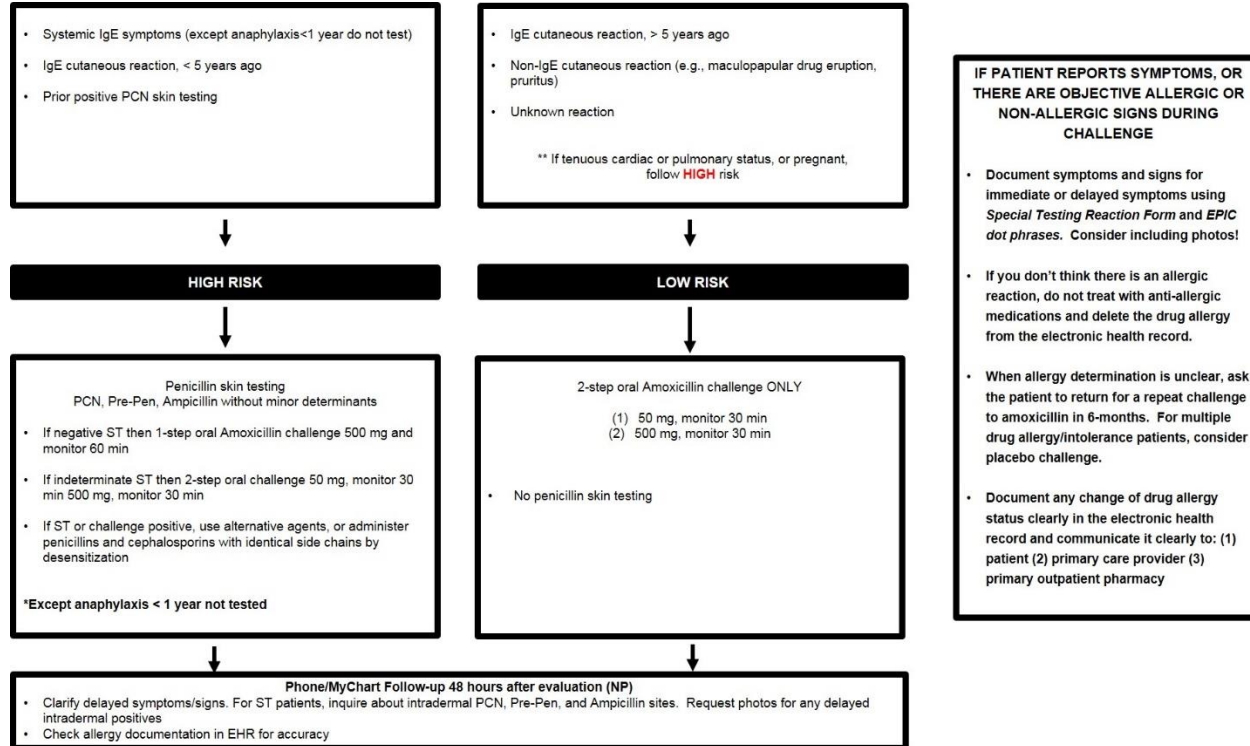 • Systemic IgE symptoms (except anaphylaxis<1 year do not test)
• IgE cutaneous reaction, < 5 years ago
• Prior positive PCN skin testing
• IgE cutaneous reaction, > 5 years ago
• Non-IgE cutaneous reaction (e.g., maculopapular drug eruption,
pruritus)
• Unknown reaction
** If tenuous cardiac or pulmonary status, or pregnant,
follow HIGH risk
HIGH RISK
LOW RISK
Penicillin skin testing
PCN, Pre-Pen, Ampicillin without minor determinants
• If negative ST then 1-step oral Amoxicillin challenge 500 mg and
monitor 60 min
• If indeterminate ST then 2-step oral challenge 50 mg, monitor 30
min 500 mg, monitor 30 min
• If ST or challenge positive, use alternative agents, or administer
penicillins and cephalosporins with identical side chains by
desensitization
*Except anaphylaxis < 1 year not tested
2-step oral Amoxicillin challenge ONLY
(1) 50 mg, monitor 30 min
(2) 500 mg, monitor 30 min
• No penicillin skin testing
Phone/MyChart Follow-up 48 hours after evaluation (NP)
• Clarify delayed symptoms/signs. For ST patients, inquire about intradermal PCN, Pre-Pen, and Ampicillin sites. Request photos for any delayed
intradermal positives
• Check allergy documentation in EHR for accuracy
IF PATIENT REPORTS SYMPTOMS, OR
THERE ARE OBJECTIVE ALLERGIC OR
NON-ALLERGIC SIGNS DURING
CHALLENGE
• Document symptoms and signs for
immediate or delayed symptoms using
Special Testing Reaction Form and EPIC
dot phrases. Consider including photos!
• If you don't think there is an allergic
reaction, do not treat with anti-allergic
medications and delete the drug allergy
from the electronic health record.
• When allergy determination is unclear, ask
the patient to return for a repeat challenge
to amoxicillin in 6-months. For multiple
drug allergy/intolerance patients, consider
placebo challenge.
• Document any change of drug allergy
status clearly in the electronic health
record and communicate it clearly to: (1)
patient (2) primary care provider (3)
primary outpatient pharmacy